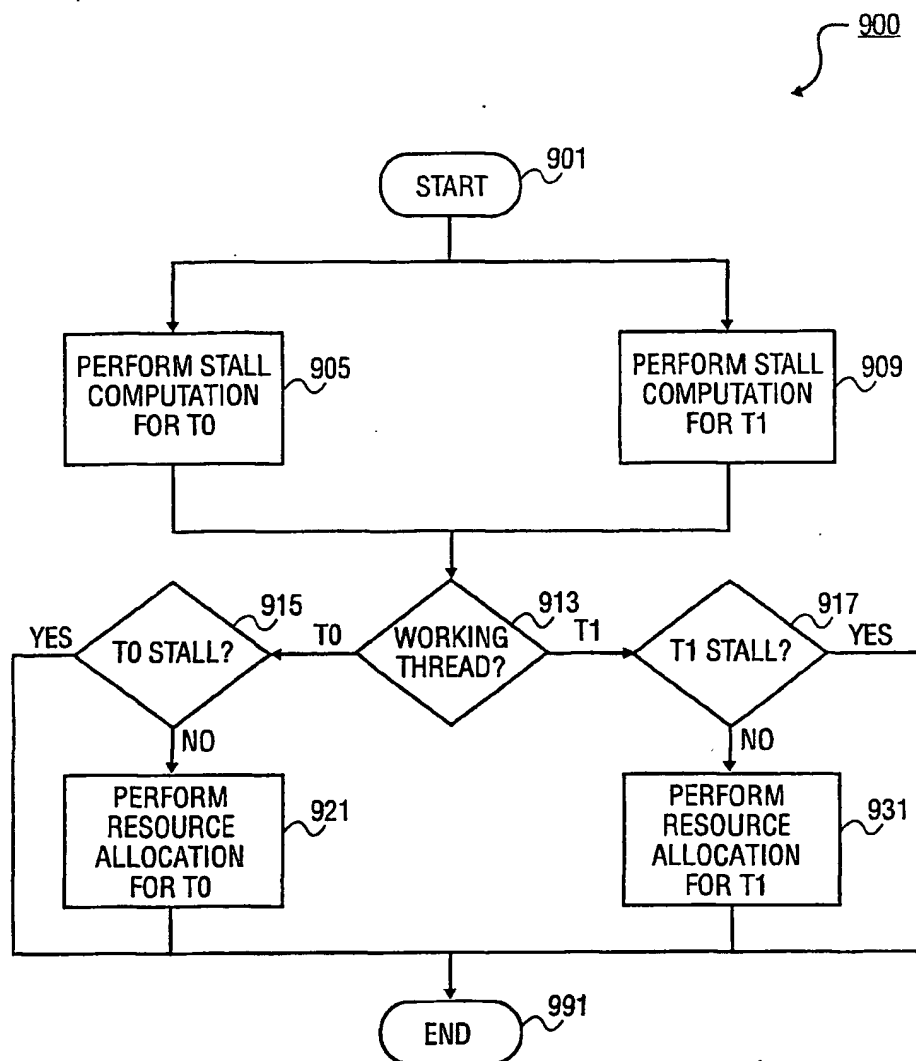 900
START
901
PERFORM STALL
COMPUTATION
FOR T0
905
PERFORM STALL
COMPUTATION
FOR T1
909
YES
T0 STALL?
915
T0
WORKING
THREAD?
913
T1
T1 STALL?
917
YES
NO
NO
PERFORM
RESOURCE
ALLOCATION
FOR T0
921
PERFORM
RESOURCE
ALLOCATION
FOR T1
931
END
991